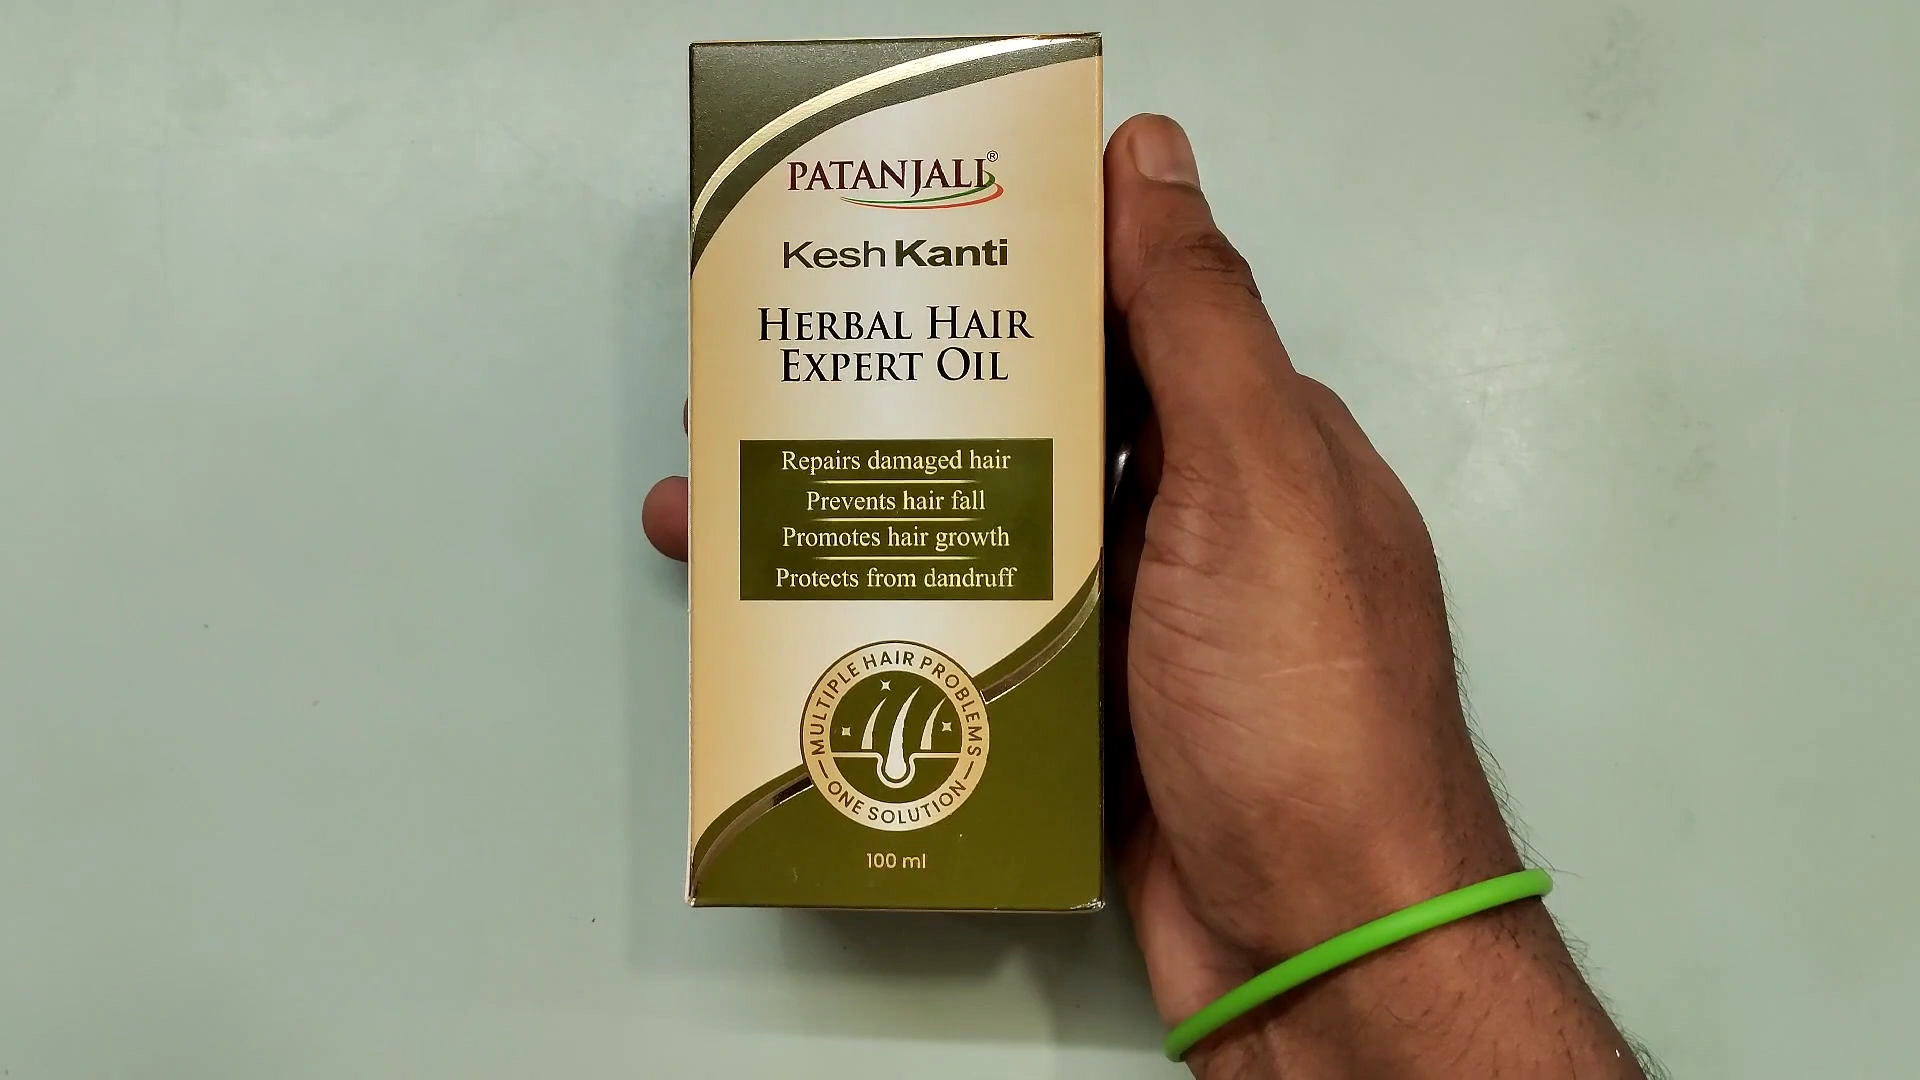 PATANJALI®
Kesh Kanti
HERBAL HAIR
EXPERT OIL
Repairs damaged hair
Prevents hair fall
Promotes hair growth
Protects from dandruff
MULTIPLE HAIR PROBLEMS
ONE SOLUTION
100 ml